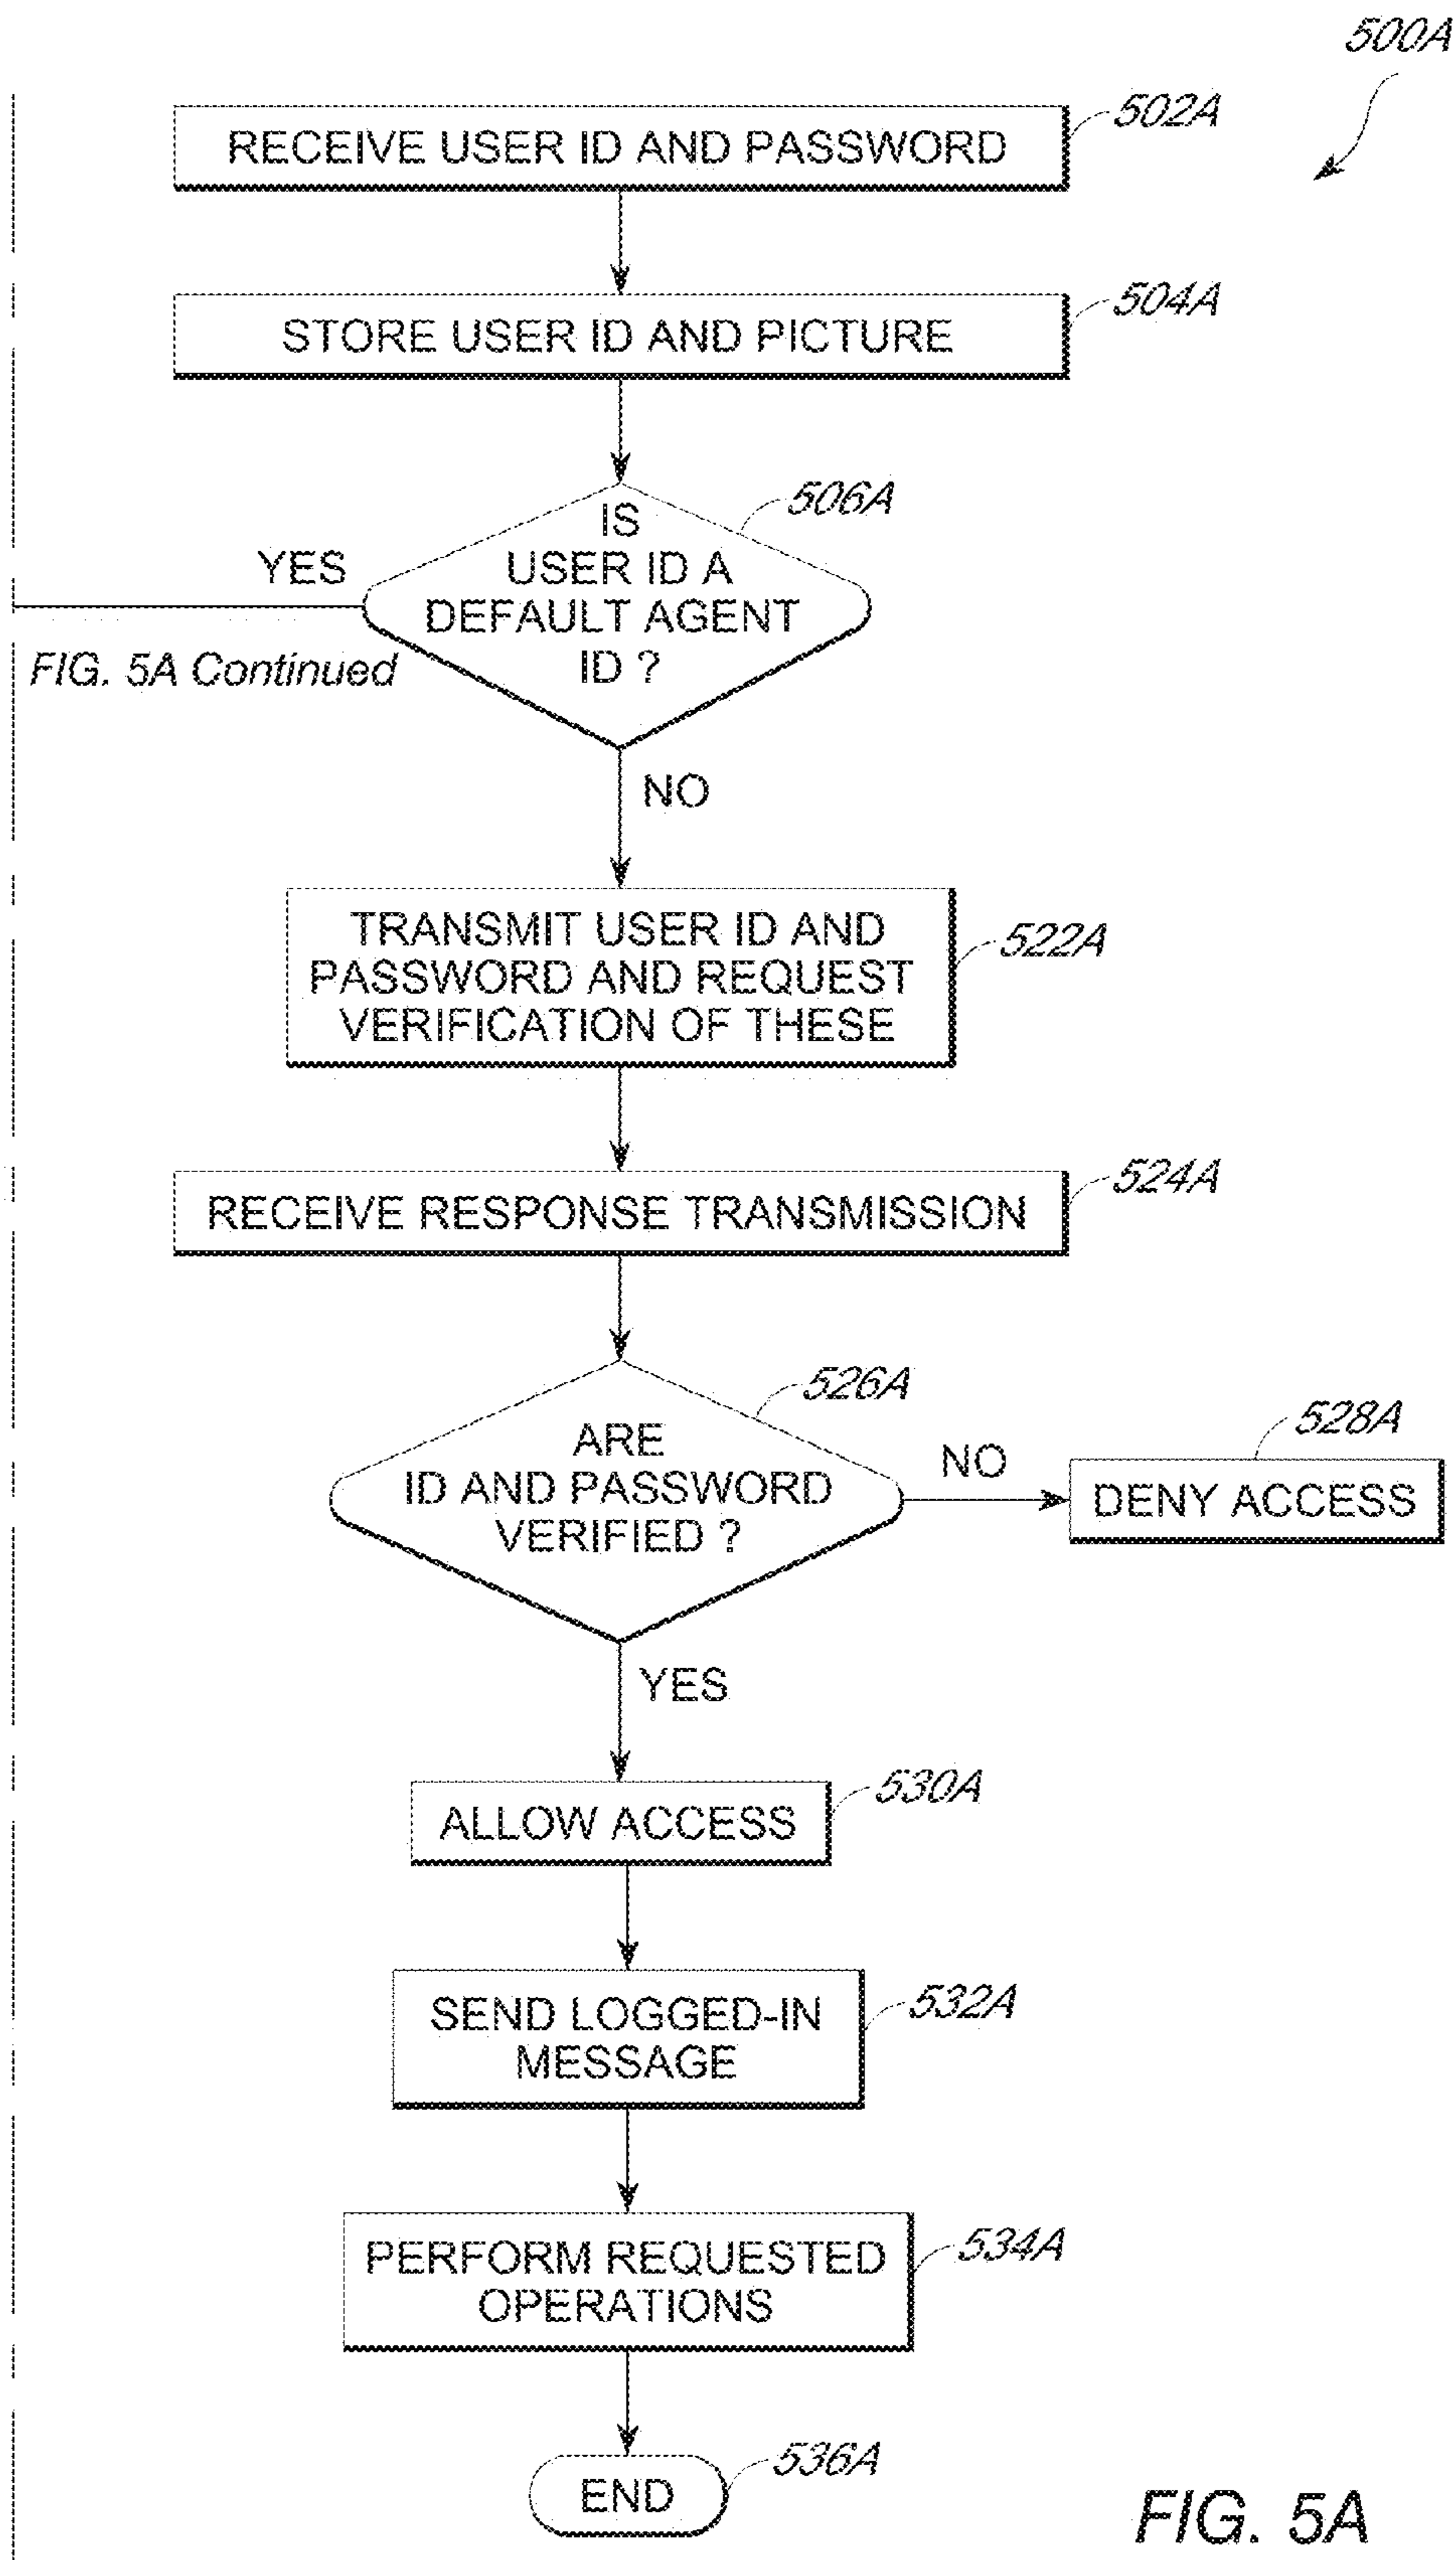 500A
RECEIVE USER ID AND PASSWORD
502A
STORE USER ID AND PICTURE
504A
IS
USER ID A
DEFAULT AGENT
ID ?
506A
YES
FIG. 5A Continued
NO
TRANSMIT USER ID AND
PASSWORD AND REQUEST
VERIFICATION OF THESE
522A
RECEIVE RESPONSE TRANSMISSION
524A
ARE
ID AND PASSWORD
VERIFIED ?
526A
NO
DENY ACCESS
528A
YES
ALLOW ACCESS
530A
SEND LOGGED-IN
MESSAGE
532A
PERFORM REQUESTED
OPERATIONS
534A
END
536A
FIG. 5A